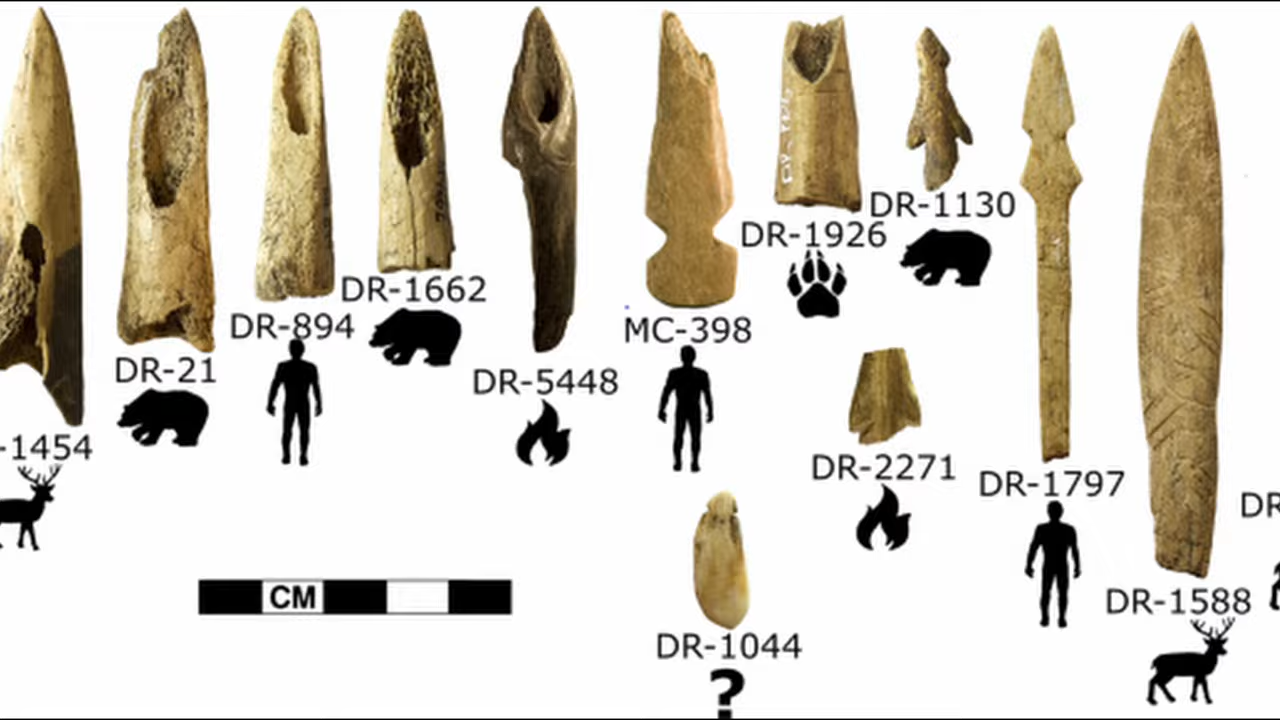 -1454
DR-21
DR-894
DR-1662
DR-5448
MC-398
DR-1926
DR-1130
DR-2271
DR-1044
?
DR-1797
DR-1588
DR
CM